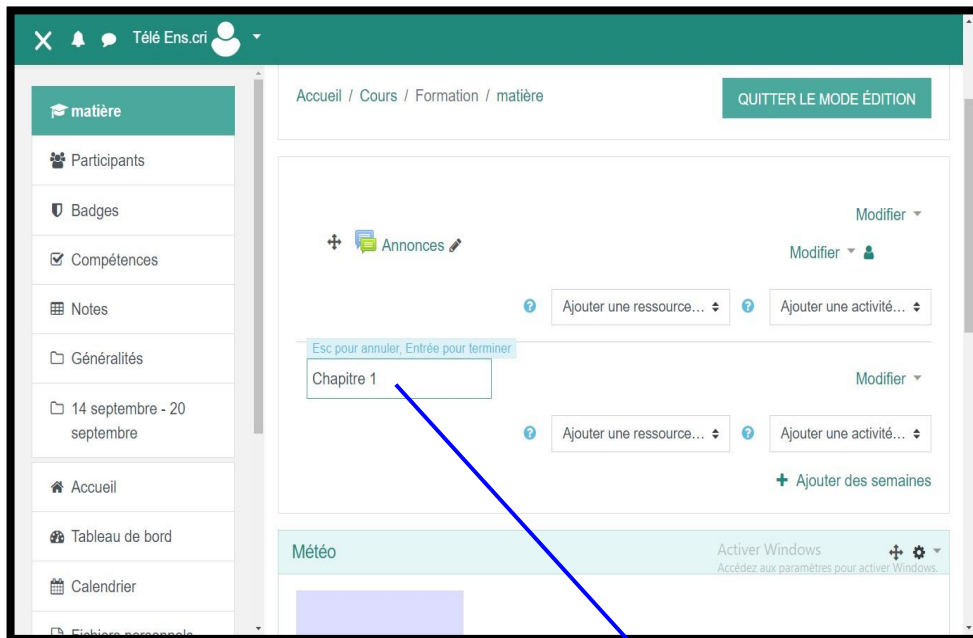 Télé Ens.cri
matière
Participants
Badges
Compétences
Notes
Généralités
14 septembre - 20
septembre
Accueil
Tableau de bord
Calendrier
Fichiers personnels
Accueil / Cours / Formation / matière
QUITTER LE MODE ÉDITION
Modifier
Annonces
Modifier
Ajouter une ressource...
Ajouter une activité...
Esc pour annuler, Entrée pour terminer
Chapitre 1
Modifier
Ajouter une ressource...
Ajouter une activité...
Ajouter des semaines
Météo
Activer Windows
Accédez aux paramètres pour activer Windows.